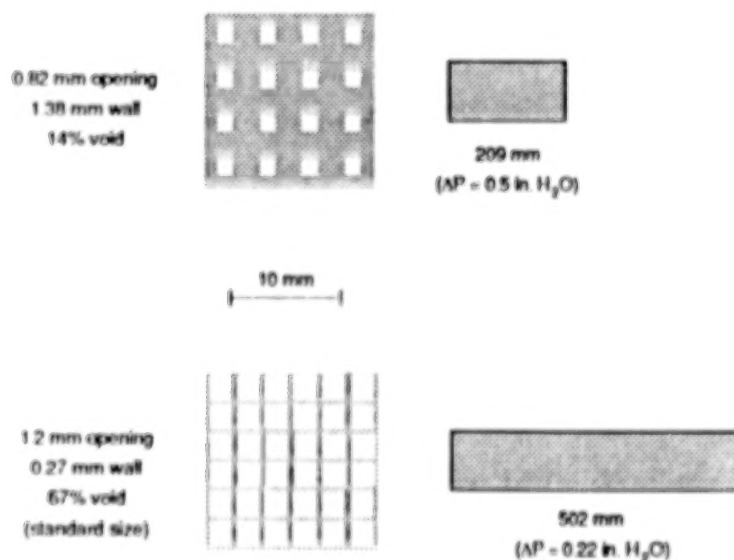 0.82 mm opening
1.38 mm wall
14% void
209 mm
(ΔP = 0.5 in. H₂O)
10 mm
1.2 mm opening
0.27 mm wall
67% void
(standard size)
502 mm
(ΔP = 0.22 in. H₂O)